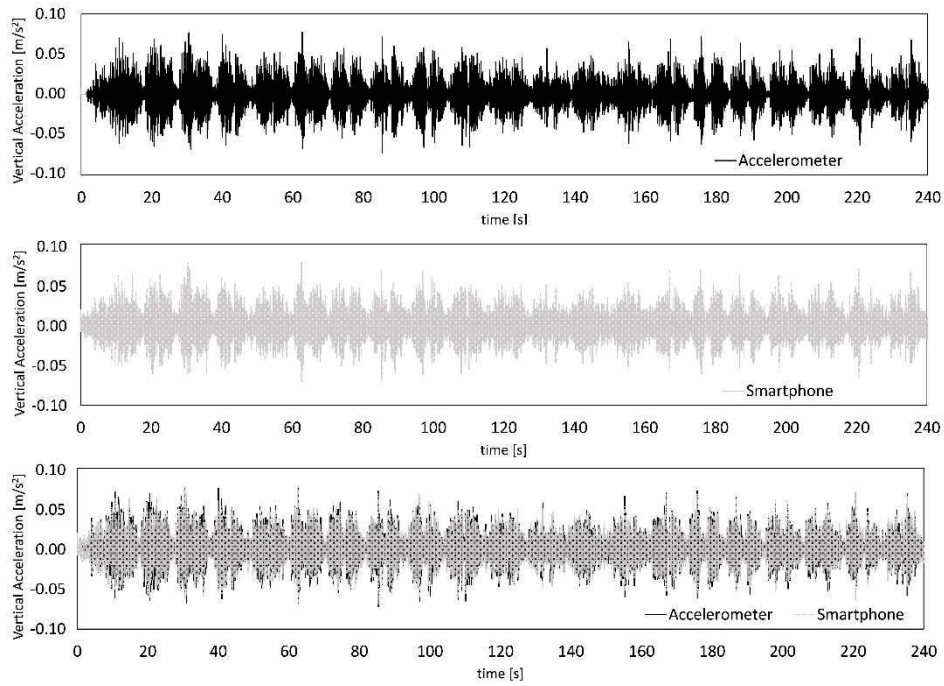 Vertical Acceleration [m/s²]
0.10
0.05
0.00
-0.05
-0.10
Accelerometer
0 20 40 60 80 100 120 140 160 180 200 220 240
time [s]
Vertical Acceleration [m/s²]
0.10
0.05
0.00
-0.05
-0.10
Smartphone
0 20 40 60 80 100 120 140 160 180 200 220 240
time [s]
Vertical Acceleration [m/s²]
0.10
0.05
0.00
-0.05
-0.10
Accelerometer Smartphone
0 20 40 60 80 100 120 140 160 180 200 220 240
time [s]